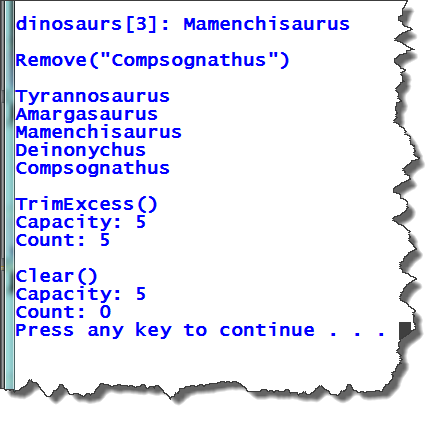 dinosaurs[3]: Mamenchisaurus
Remove("Compsognathus")
Tyrannosaurus
Amargasaurus
Mamenchisaurus
Deinonychus
Compsognathus
TrimExcess()
Capacity: 5
Count: 5
Clear()
Capacity: 5
Count: 0
Press any key to continue . . .